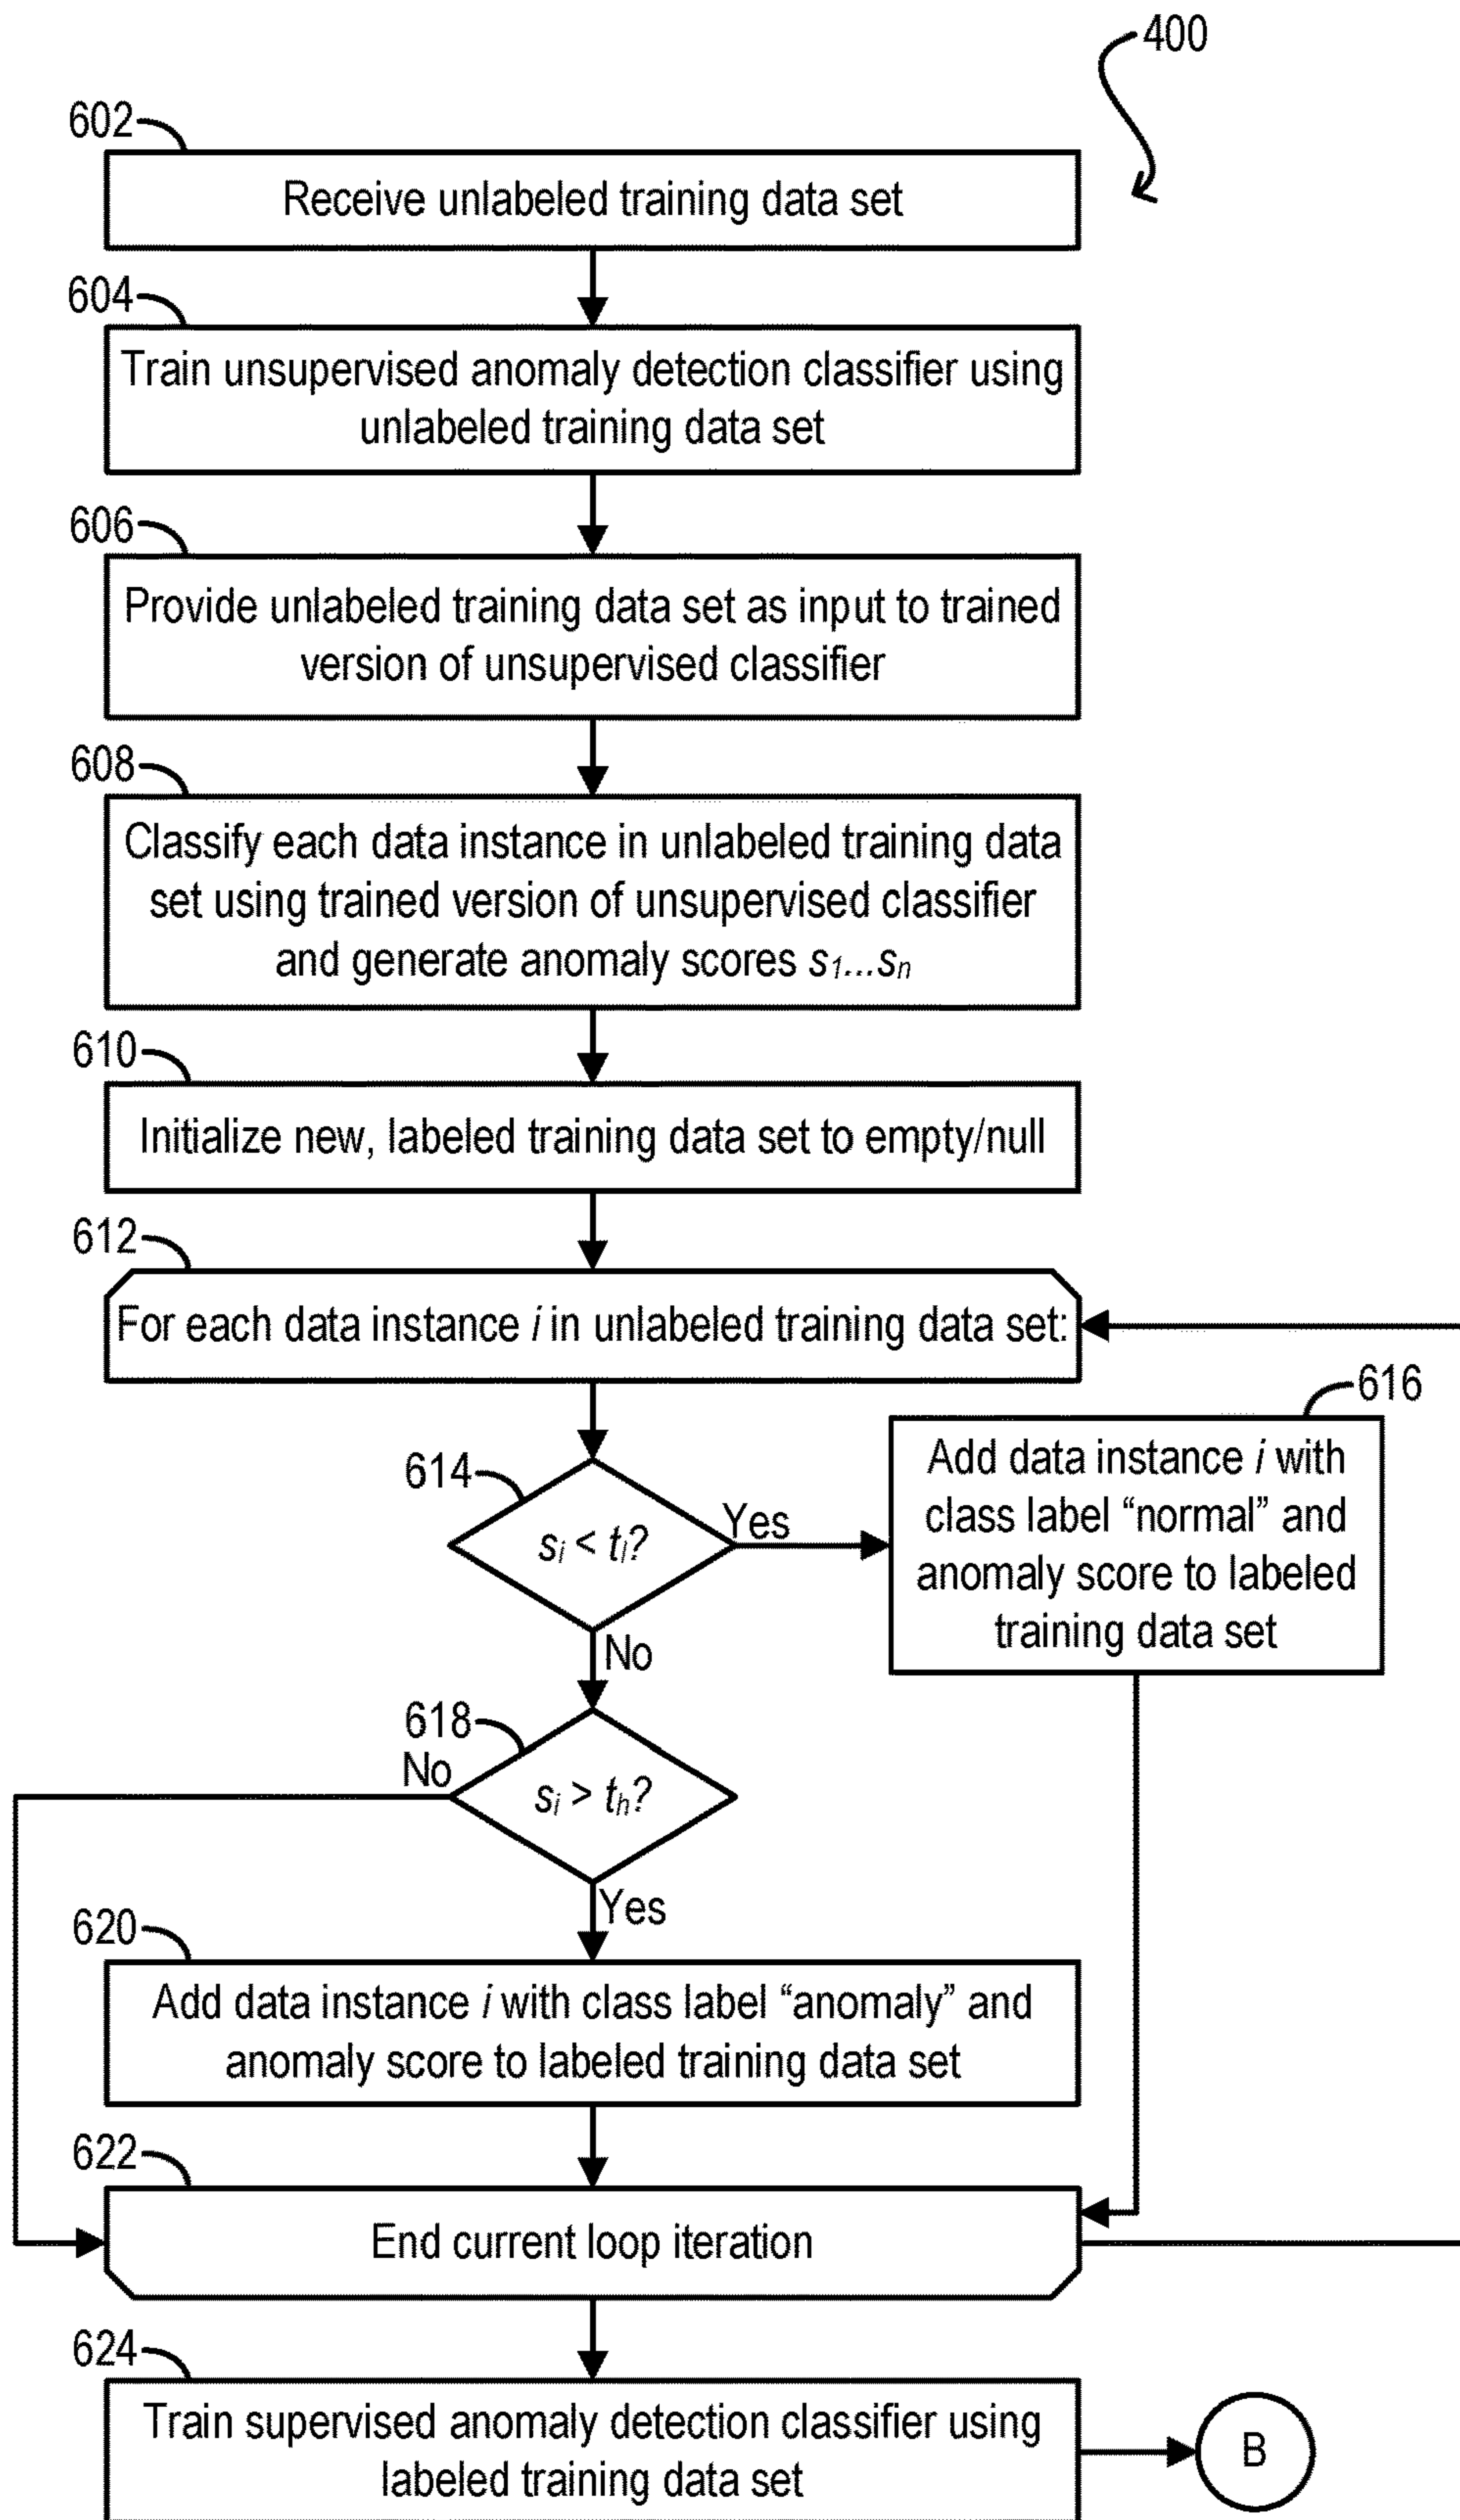 400
602
Receive unlabeled training data set
604
Train unsupervised anomaly detection classifier using
unlabeled training data set
606
Provide unlabeled training data set as input to trained
version of unsupervised classifier
608
Classify each data instance in unlabeled training data
set using trained version of unsupervised classifier
and generate anomaly scores s1...sn
610
Initialize new, labeled training data set to empty/null
612
For each data instance i in unlabeled training data set:
614
si < tl?
Yes
616
Add data instance i with
class label “normal” and
anomaly score to labeled
training data set
No
618
No
si > th?
Yes
620
Add data instance i with class label “anomaly” and
anomaly score to labeled training data set
622
End current loop iteration
624
Train supervised anomaly detection classifier using
labeled training data set
B